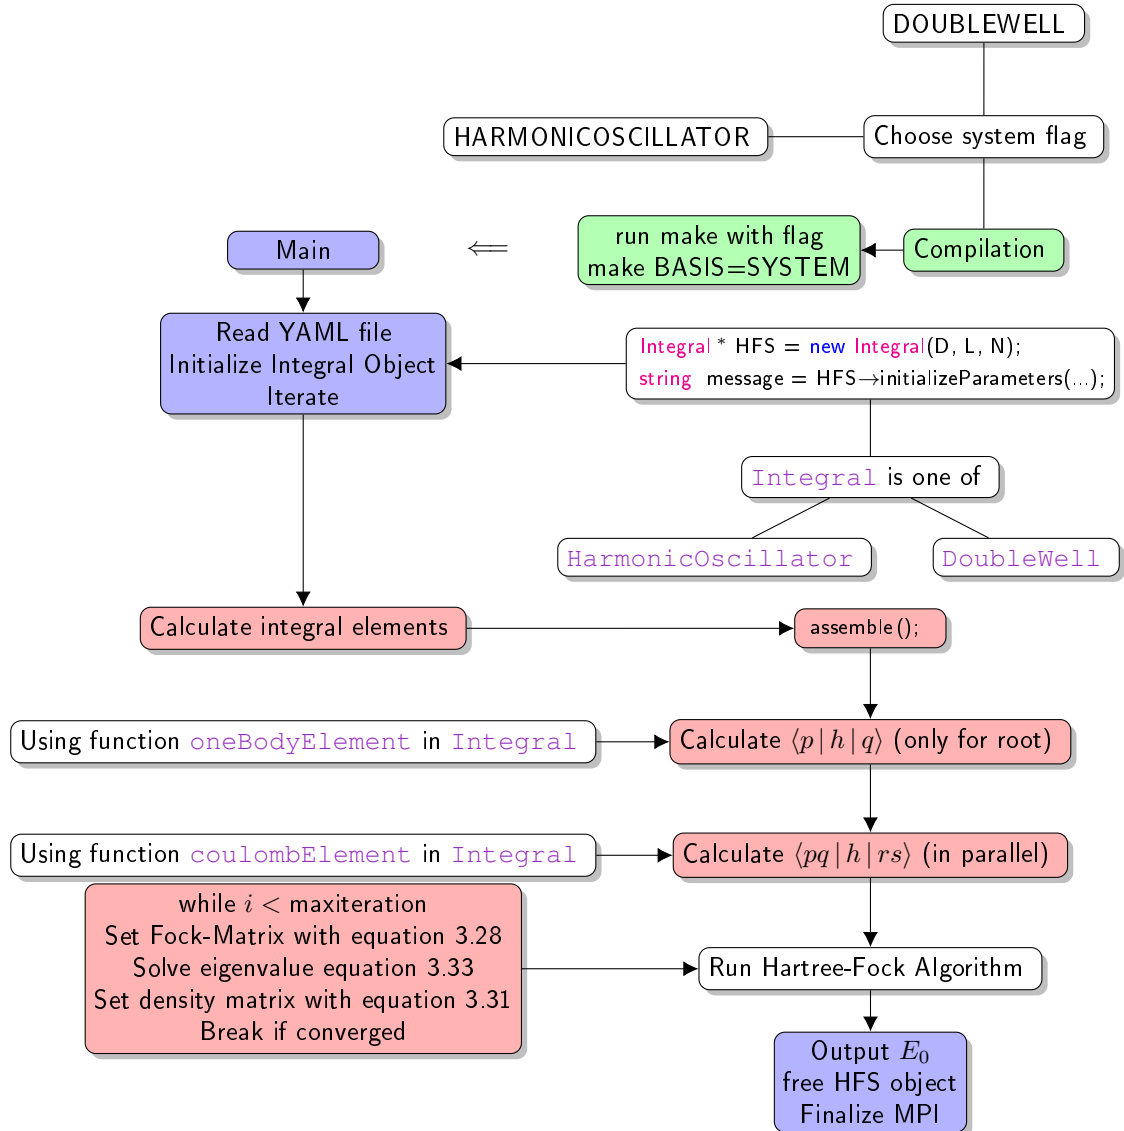 DOUBLEWELL
HARMONICOSCILLATOR
Choose system flag
Main
⟸
run make with flag
make BASIS=SYSTEM
Compilation
Read YAML file
Initialize Integral Object
Iterate
Integral * HFS = new Integral(D, L, N);
string message = HFS→initializeParameters(...);
Integral is one of
HarmonicOscillator
DoubleWell
Calculate integral elements
assemble();
Using function oneBodyElement in Integral
Calculate ⟨p | h | q⟩ (only for root)
Using function coulombElement in Integral
Calculate ⟨pq | h | rs⟩ (in parallel)
while i < maxiteration
Set Fock-Matrix with equation 3.28
Solve eigenvalue equation 3.33
Set density matrix with equation 3.31
Break if converged
Run Hartree-Fock Algorithm
Output E₀
free HFS object
Finalize MPI